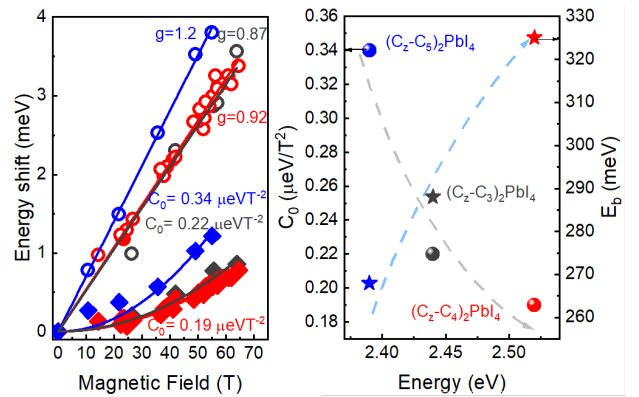 g=1.2
g=0.87
g=0.92
C₀= 0.34 µeVT⁻²
C₀= 0.22 µeVT⁻²
C₀= 0.19 µeVT⁻²
4
3
2
1
0
Energy shift (meV)
0 10 20 30 40 50 60 70
Magnetic Field (T)
0.36
0.34
0.32
0.30
0.28
0.26
0.24
0.22
0.20
0.18
C₀ (µeV/T²)
(C_z-C₅)₂PbI₄
(C_z-C₃)₂PbI₄
(C_z-C₄)₂PbI₄
2.40 2.45 2.50
Energy (eV)
330
320
310
300
290
280
270
260
E_b (meV)